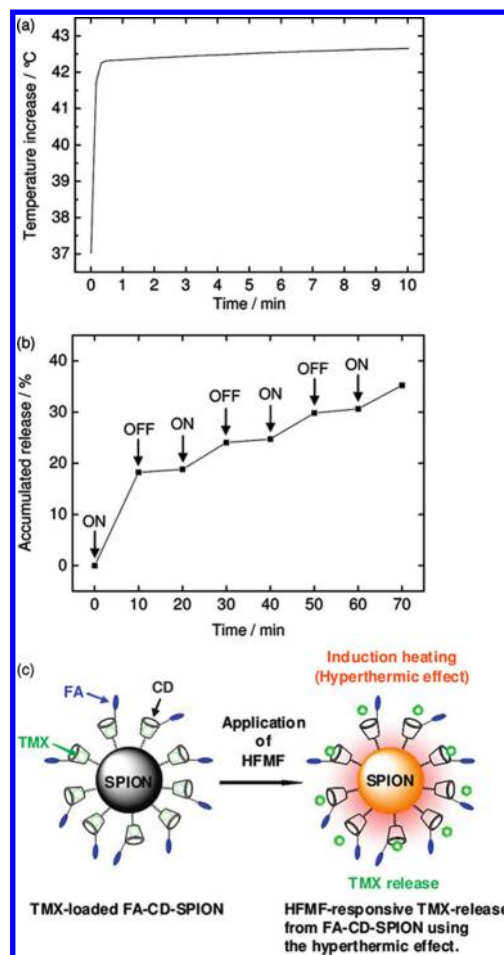 (a)
43
42
41
40
39
38
37
Temperature increase / °C
0 1 2 3 4 5 6 7 8 9 10
Time / min
(b)
40
30
20
10
0
Accumulated release / %
ON
OFF
ON
OFF
ON
OFF
ON
0 10 20 30 40 50 60 70
Time / min
(c)
FA
CD
TMX
SPION
Application
of
HFMF
Induction heating
(Hyperthermic effect)
SPION
TMX release
TMX-loaded FA-CD-SPION
HFMF-responsive TMX-release
from FA-CD-SPION using
the hyperthermic effect.